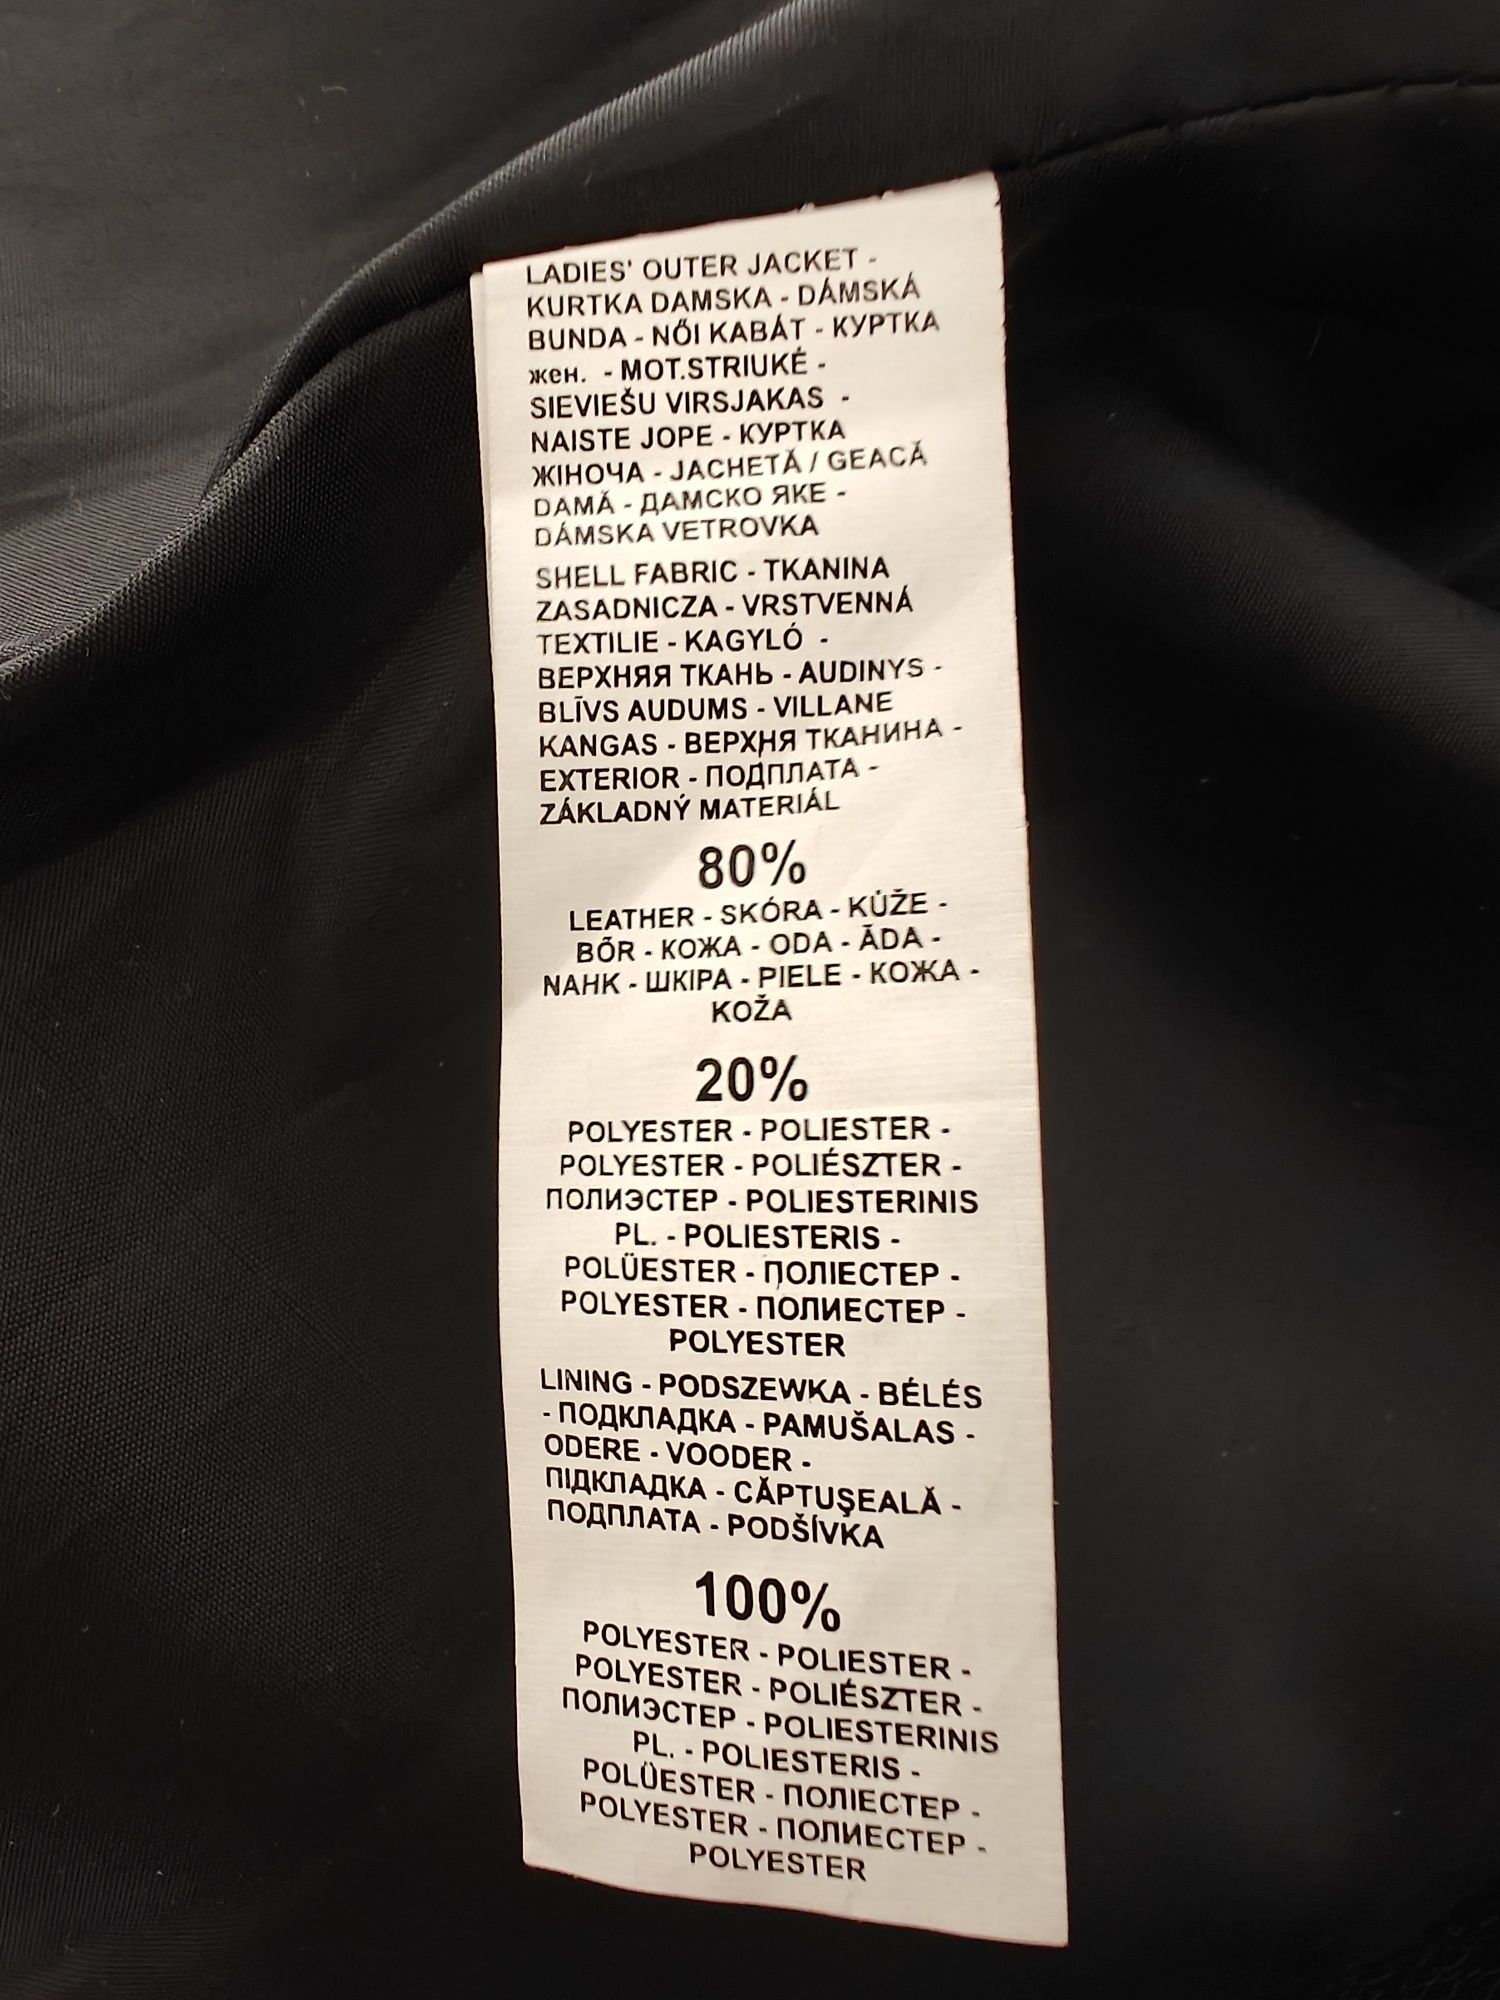 LADIES' OUTER JACKET -
KURTKA DAMSKA - DÁMSKÁ
BUNDA - NŐI KABÁT - КУРТКА
жен.  - MOT.STRIUKÉ -
SIEVIEŠU VIRSJAKAS  -
NAISTE JOPE - КУРТКА
ЖІНОЧА - JACHETĂ / GEACĂ
DAMĂ - ДАМСКО ЯКЕ -
DÁMSKA VETROVKA
SHELL FABRIC - TKANINA
ZASADNICZA - VRSTVENNÁ
TEXTILIE - KAGYLÓ  -
ВЕРХНЯЯ ТКАНЬ - AUDINYS -
BLĪVS AUDUMS - VILLANE
KANGAS - ВЕРХНЯ ТКАНИНА -
EXTERIOR - ПОДПЛАТА -
ZÁKLADNÝ MATERIÁL
80%
LEATHER - SKÓRA - KŮŽE -
BŐR - КОЖА - ODA - ĀDA -
NAHK - ШКІРА - PIELE - КОЖА -
KOŽA
20%
POLYESTER - POLIESTER -
POLYESTER - POLIÉSZTER -
ПОЛИЭСТЕР - POLIESTERINIS
PL. - POLIESTERIS -
POLÜESTER - ПОЛІЕСТЕР -
POLYESTER - ПОЛИЕСТЕР -
POLYESTER
LINING - PODSZEWKA - BÉLÉS
- ПОДКЛАДКА - PAMUŠALAS -
ODERE - VOODER -
ПІДКЛАДКА - CĂPTUŞEALĂ -
ПОДПЛАТА - PODŠÍVKA
100%
POLYESTER - POLIESTER -
POLYESTER - POLIÉSZTER -
ПОЛИЭСТЕР - POLIESTERINIS
PL. - POLIESTERIS -
POLÜESTER - ПОЛІЕСТЕР -
POLYESTER - ПОЛИЕСТЕР -
POLYESTER